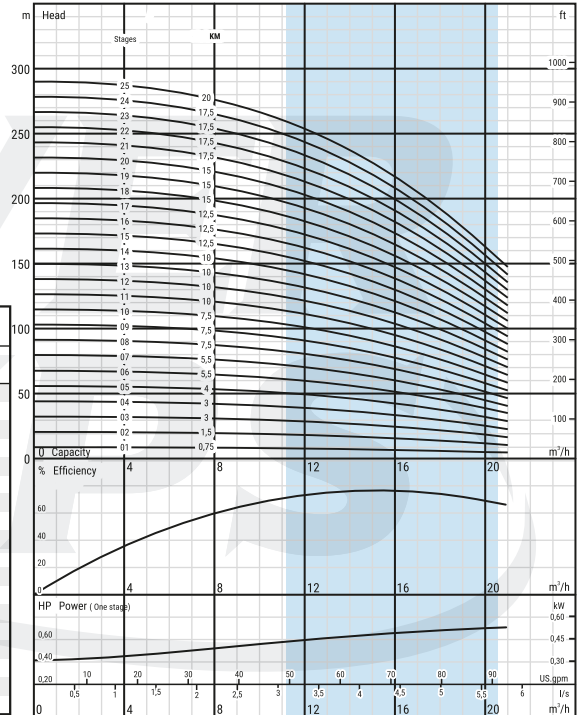 m Head ft
Stages KM
1000
300
25 20
24 17,5 900
23 17,5
22 17,5
250
21 17,5 800
20 15
19 15 700
18 15
200
17 12,5
16 12,5 600
15 12,5
14 10
150 500
13 10
12 10
11 10 400
10 7,5
100
09 7,5
08 7,5 300
07 5,5
06 5,5 200
05 4
50
04 3
03 3 100
02 1,5
01 0,75
0 Capacity m³/h
0 4 8 12 16 20
% Efficiency
60
40
20
0
4 8 12 16 20 m³/h
HP Power ( One stage) kW
0,60
0,60
0,45
0,40 0,30
0,20 10 20 30 40 50 60 70 80 90 US.gpm
0,5 1 1,5 2 2,5 3 3,5 4 4,5 5 5,5 6 l/s
0 4 8 12 16 20 m³/h